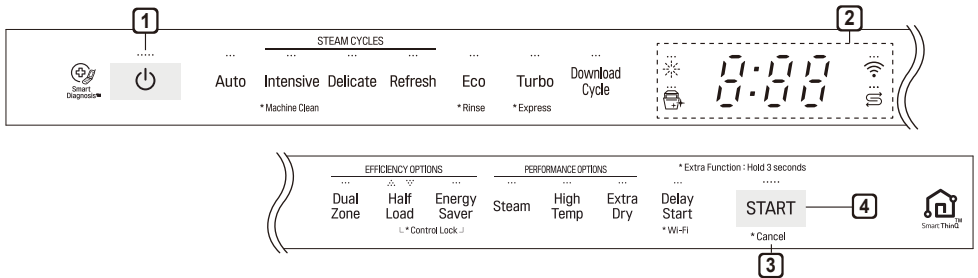 1
2
STEAM CYCLES
Smart
Diagnosis™
Auto Intensive Delicate Refresh Eco Turbo Download
Cycle
* Machine Clean * Rinse * Express
8:88
EFFICIENCY OPTIONS PERFORMANCE OPTIONS * Extra Function : Hold 3 seconds
Dual
Zone
Half
Load
Energy
Saver
Steam
High
Temp
Extra
Dry
Delay
Start
START
4
* Control Lock
* Wi-Fi
* Cancel
Smart ThinQ™
3